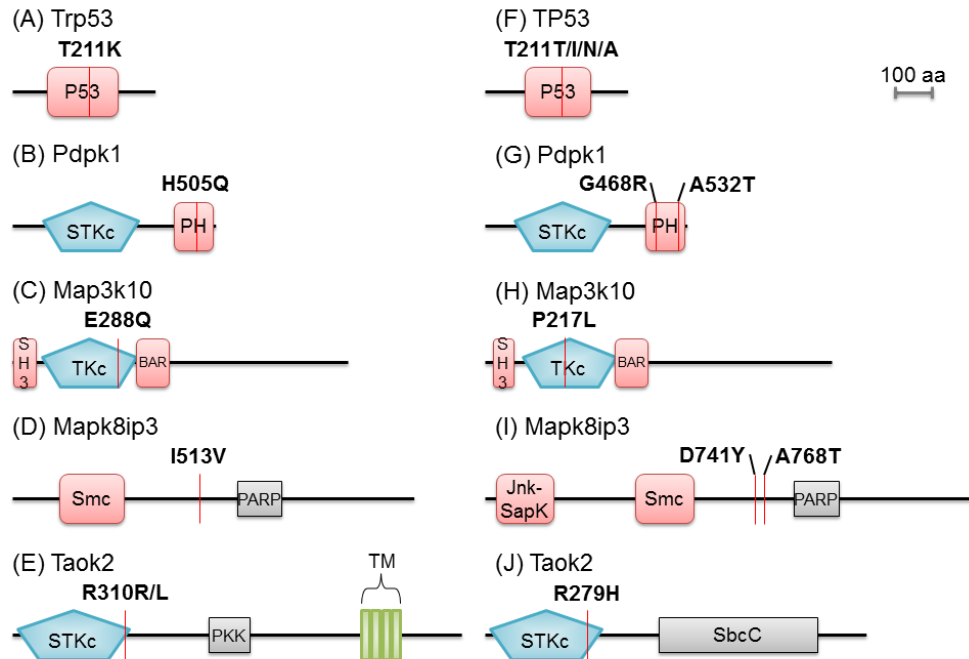 (A) Trp53
T211K
P53
(F) TP53
T211T/I/N/A
P53
100 aa
(B) Pdpk1
H505Q
STKc
PH
(G) Pdpk1
G468R
A532T
STKc
PH
(C) Map3k10
E288Q
S
H
3
TKc
BAR
(H) Map3k10
P217L
S
H
3
TKc
BAR
(D) Mapk8ip3
I513V
Smc
PARP
(I) Mapk8ip3
D741Y
A768T
Jnk-
SapK
Smc
PARP
(E) Taok2
R310R/L
TM
STKc
PKK
(J) Taok2
R279H
STKc
SbcC